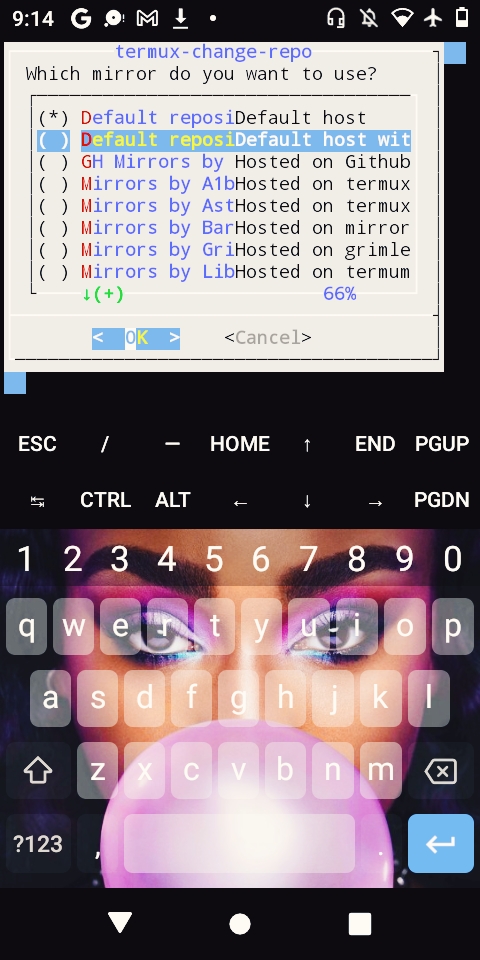 9:14
termux-change-repo
Which mirror do you want to use?
(*) Default reposiDefault host
( ) Default reposiDefault host wit
( ) GH Mirrors by Hosted on Github
( ) Mirrors by A1bHosted on termux
( ) Mirrors by AstHosted on termux
( ) Mirrors by BarHosted on mirror
( ) Mirrors by GriHosted on grimle
( ) Mirrors by LibHosted on termum
↓(+) 66%
< OK > <Cancel>
ESC / — HOME ↑ END PGUP
↹ CTRL ALT ← ↓ → PGDN
1 2 3 4 5 6 7 8 9 0
q w e r t y u i o p
a s d f g h j k l
z x c v b n m
?123 , .